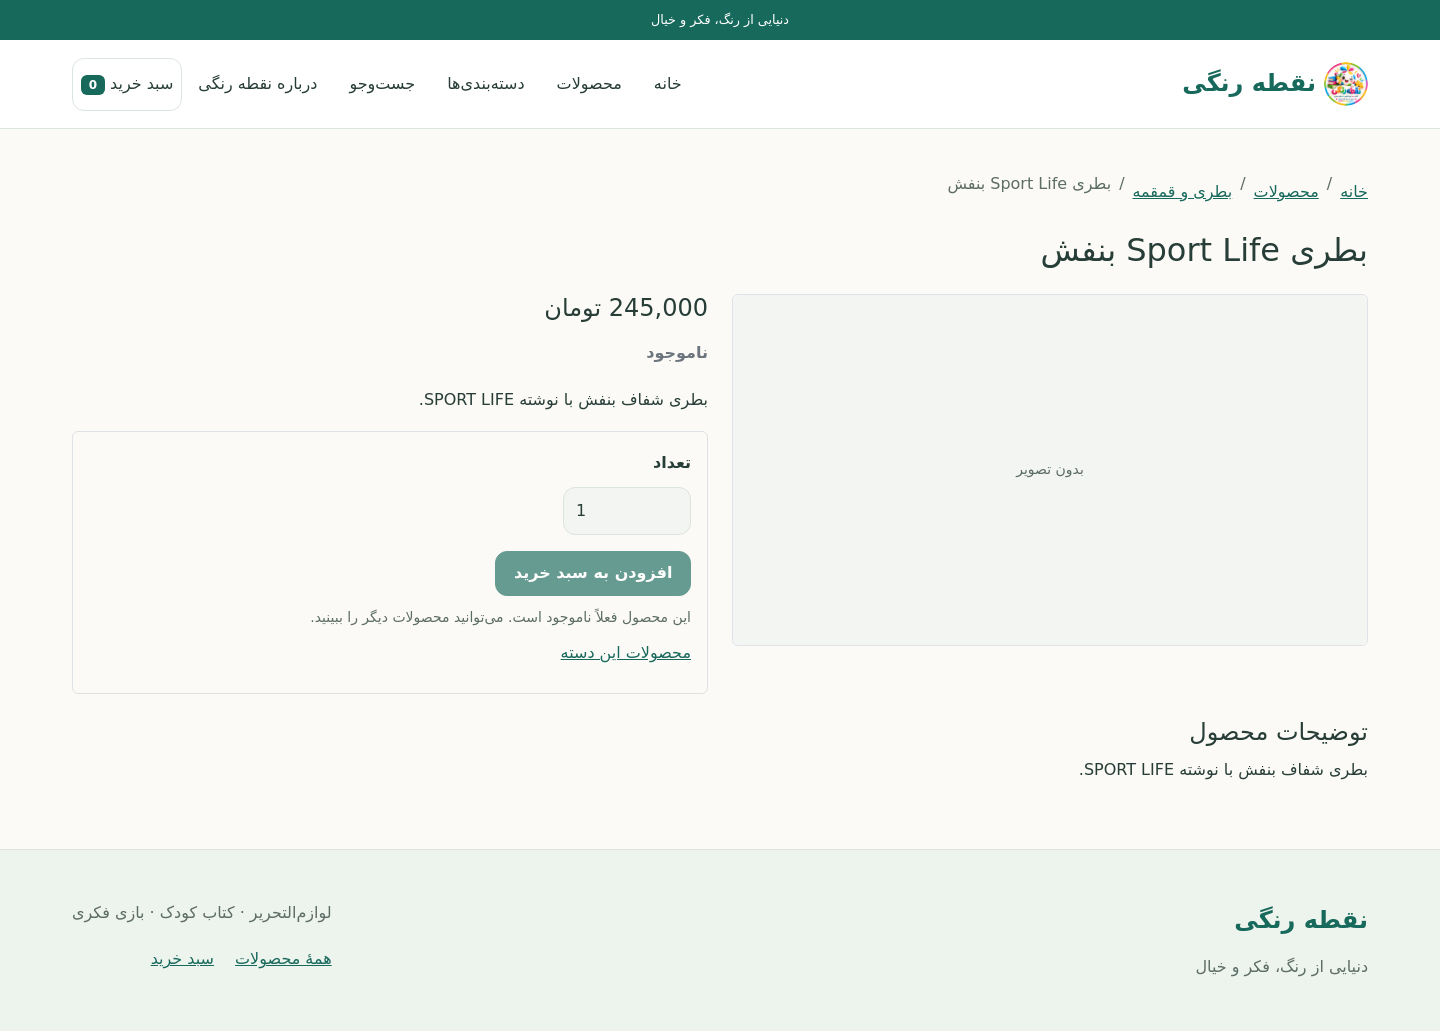 دنیایی از رنگ، فکر و خیال
نقطه رنگی
خانه
محصولات
دسته‌بندی‌ها
جست‌وجو
درباره نقطه رنگی
سبد خرید 0
خانه / محصولات / بطری و قمقمه / بطری Sport Life بنفش
بطری Sport Life بنفش
بدون تصویر
245,000 تومان
ناموجود
بطری شفاف بنفش با نوشته SPORT LIFE.
تعداد
1
افزودن به سبد خرید
این محصول فعلاً ناموجود است. می‌توانید محصولات دیگر را ببینید.
محصولات این دسته
توضیحات محصول
بطری شفاف بنفش با نوشته SPORT LIFE.
نقطه رنگی
دنیایی از رنگ، فکر و خیال
لوازم‌التحریر · کتاب کودک · بازی فکری
همهٔ محصولات
سبد خرید